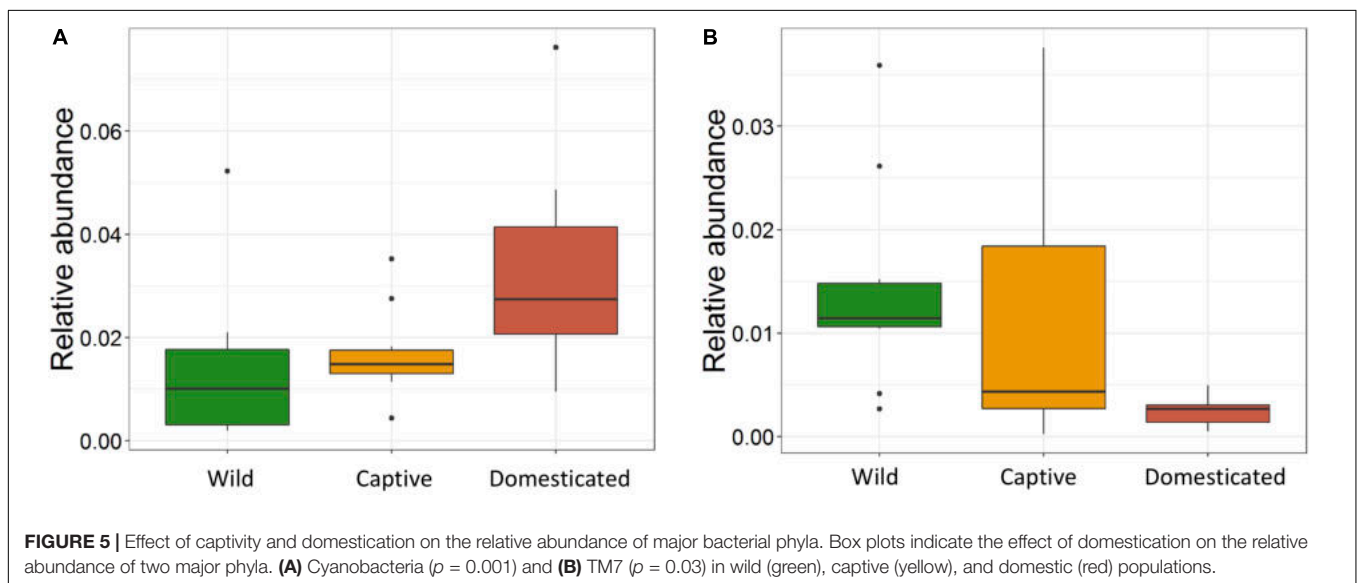 A
Relative abundance
0.06
0.04
0.02
0.00
Wild Captive Domesticated
B
Relative abundance
0.03
0.02
0.01
0.00
Wild Captive Domesticated
FIGURE 5 | Effect of captivity and domestication on the relative abundance of major bacterial phyla. Box plots indicate the effect of domestication on the relative
abundance of two major phyla. (A) Cyanobacteria (p = 0.001) and (B) TM7 (p = 0.03) in wild (green), captive (yellow), and domestic (red) populations.